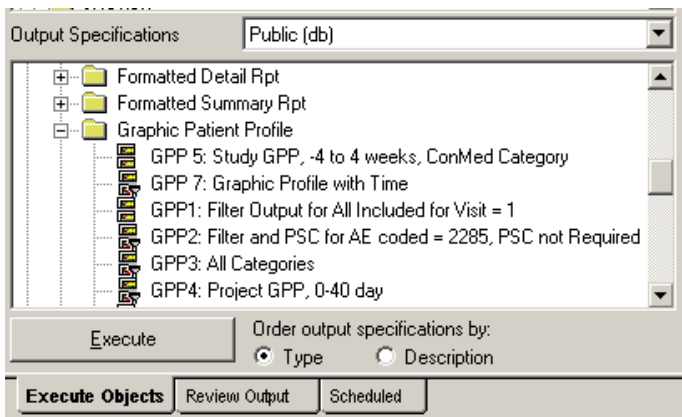 Output Specifications Public (db)
Formatted Detail Rpt
Formatted Summary Rpt
Graphic Patient Profile
GPP 5: Study GPP, -4 to 4 weeks, ConMed Category
GPP 7: Graphic Profile with Time
GPP1: Filter Output for All Included for Visit = 1
GPP2: Filter and PSC for AE coded = 2285, PSC not Required
GPP3: All Categories
GPP4: Project GPP, 0-40 day
Execute
Order output specifications by:
Type Description
Execute Objects Review Output Scheduled